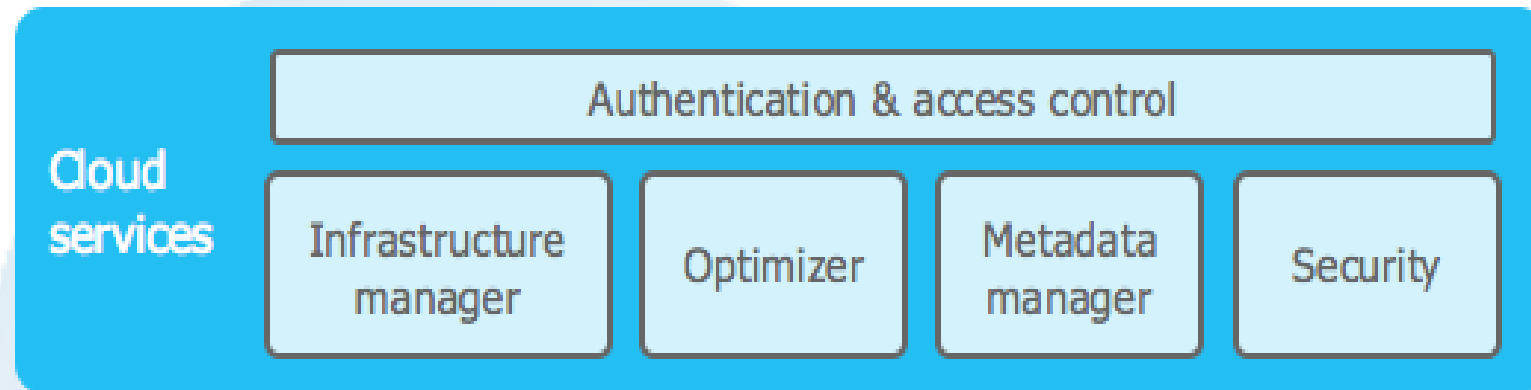 Authentication & access control
Cloud
services
Infrastructure
manager
Optimizer
Metadata
manager
Security